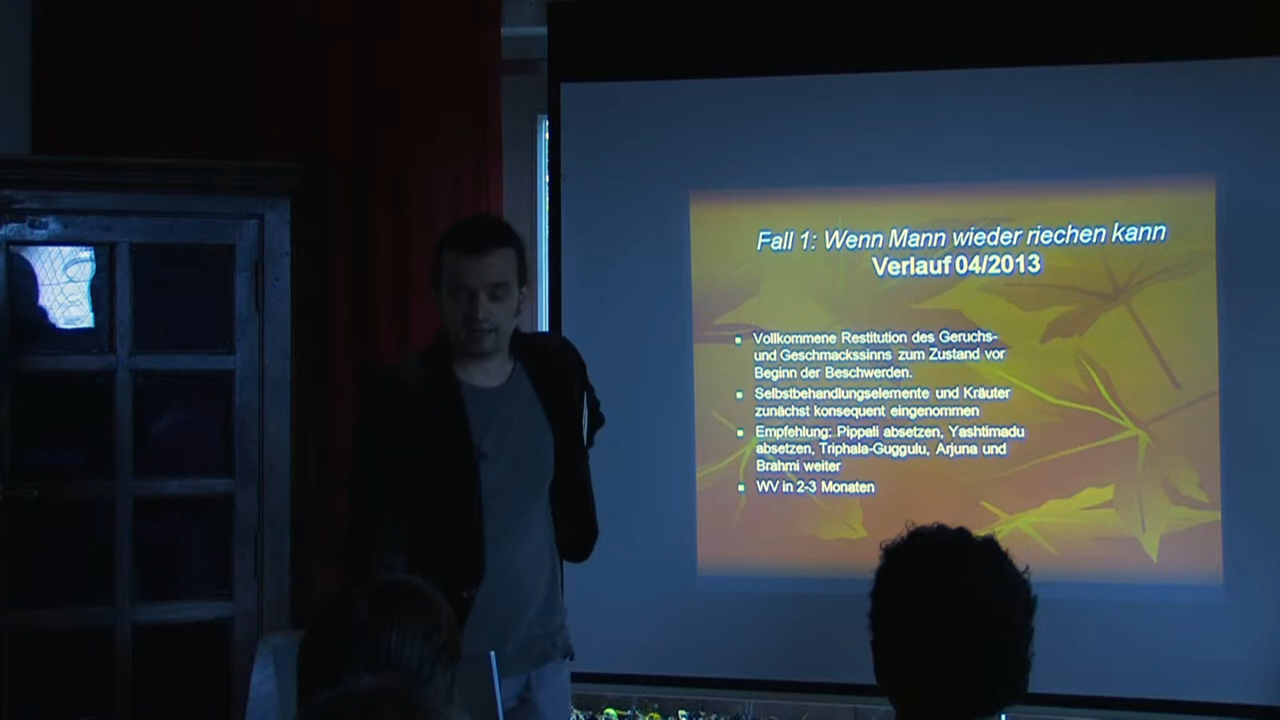 Fall 1: Wenn Mann wieder riechen kann
Verlauf 04/2013
Vollkommene Restitution des Geruchs-
und Geschmackssinns zum Zustand vor
Beginn der Beschwerden.
Selbstbehandlungselemente und Kräuter
zunächst konsequent eingenommen
Empfehlung: Pippali absetzen, Yashtimadu
absetzen, Triphala-Guggulu, Arjuna und
Brahmi weiter
WV in 2-3 Monaten